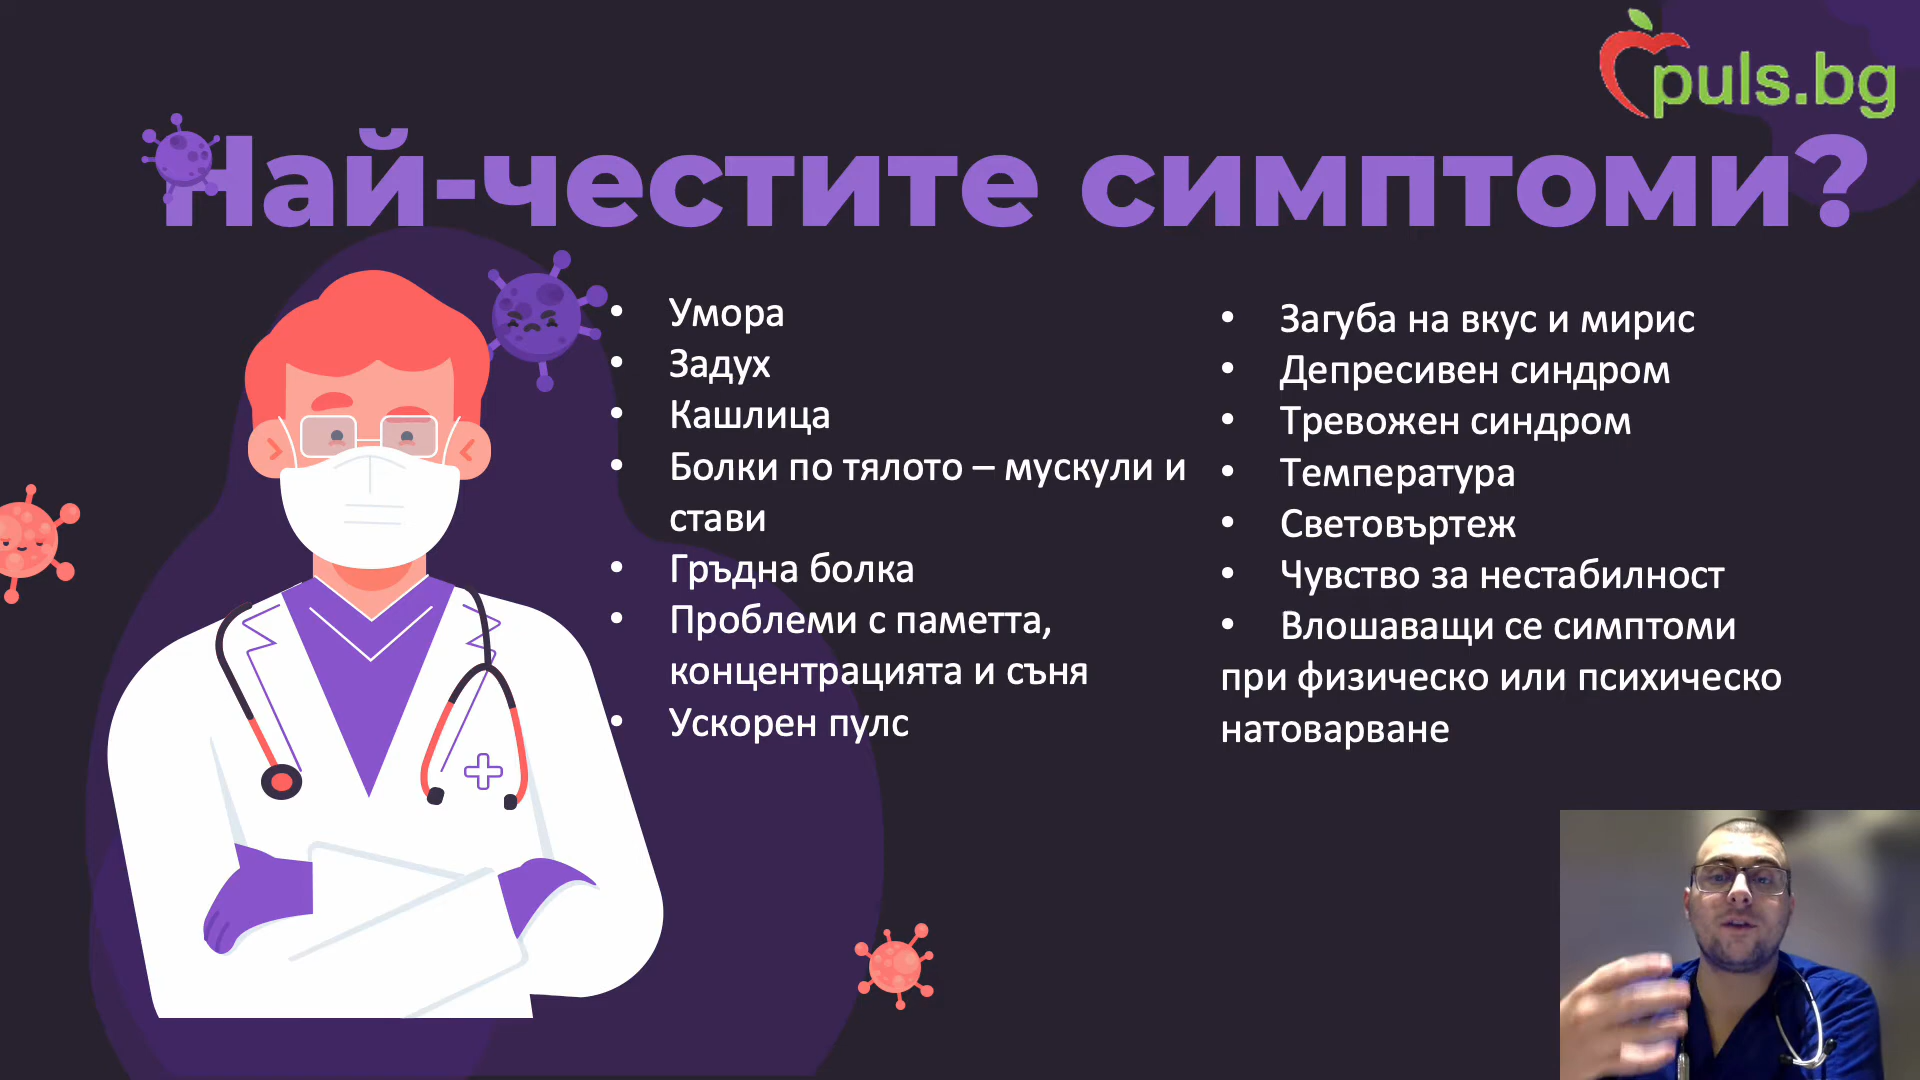 puls.bg
Най-честите симптоми?
• Умора
• Задух
• Кашлица
• Болки по тялото – мускули и
стави
• Гръдна болка
• Проблеми с паметта,
концентрацията и съня
• Ускорен пулс
• Загуба на вкус и мирис
• Депресивен синдром
• Тревожен синдром
• Температура
• Световъртеж
• Чувство за нестабилност
• Влошаващи се симптоми
при физическо или психическо
натоварване